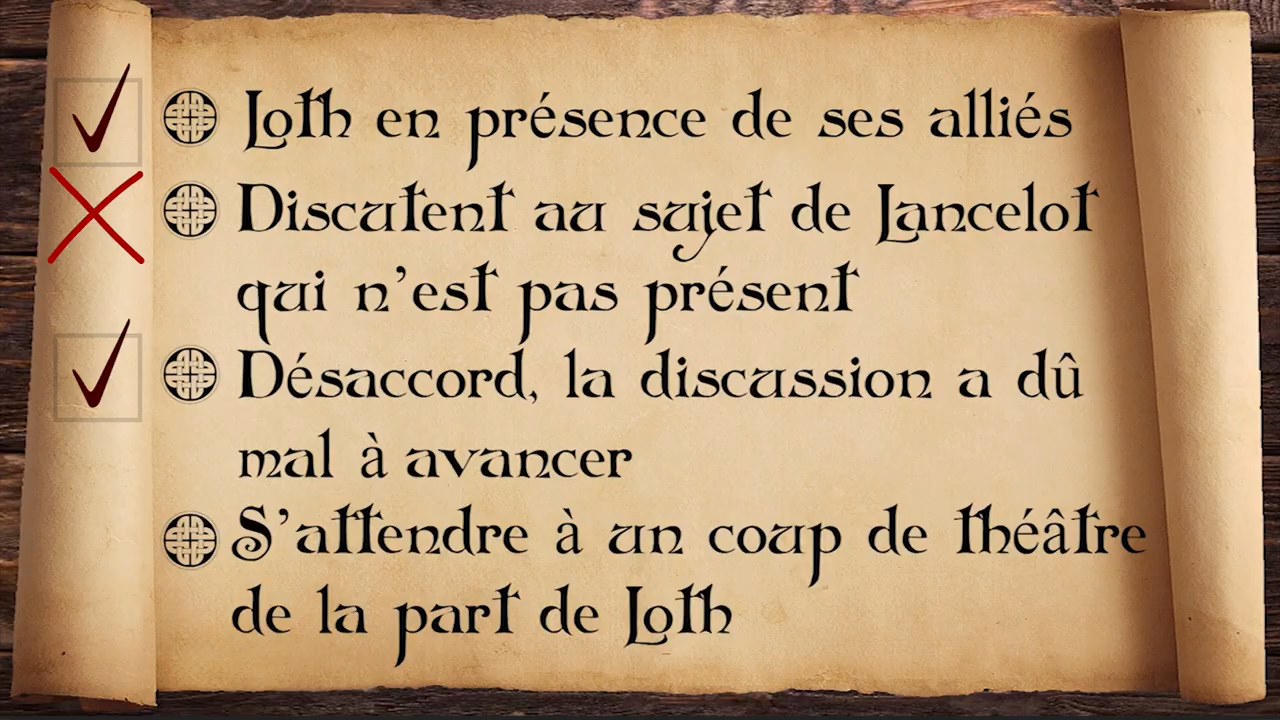 Loth en présence de ses alliés
Discutent au sujet de Lancelot
qui n'est pas présent
Désaccord, la discussion a dû
mal à avancer
S'attendre à un coup de théâtre
de la part de Loth